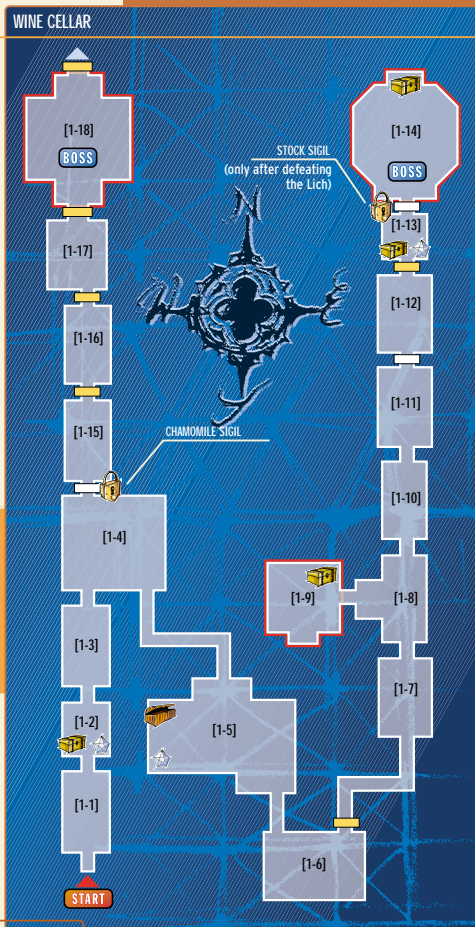 WINE CELLAR
[1-18]
BOSS
[1-14]
BOSS
STOCK SIGIL
(only after defeating
the Lich)
N
W
E
[1-13]
[1-17]
[1-12]
[1-16]
[1-11]
[1-15]
CHAMOMILE SIGIL
[1-10]
[1-4]
[1-9]
[1-8]
[1-3]
[1-7]
[1-2]
[1-5]
[1-1]
[1-6]
START